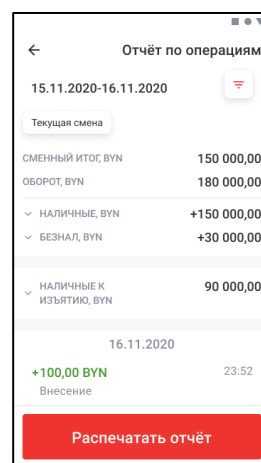 Отчёт по операциям
15.11.2020-16.11.2020
Текущая смена
СМЕННЫЙ ИТОГ, BYN 150 000,00
ОБОРОТ, BYN 180 000,00
НАЛИЧНЫЕ, BYN +150 000,00
БЕЗНАЛ, BYN +30 000,00
НАЛИЧНЫЕ К 90 000,00
ИЗЪЯТИЮ, BYN
16.11.2020
+100,00 BYN 23:52
Внесение
Распечатать отчёт